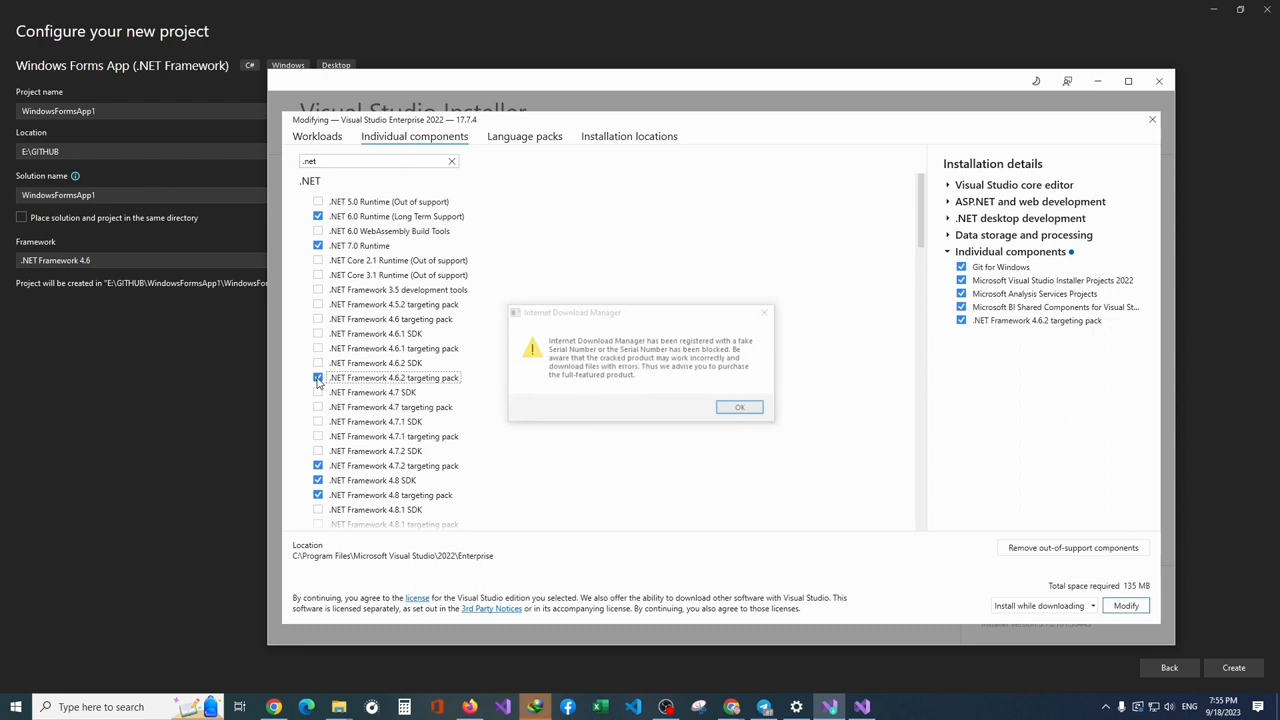 Configure your new project
Windows Forms App (.NET Framework)
C#
Windows
Desktop
Project name
WindowsFormsApp1
Location
E:\GITHUB
Solution name
WindowsFormsApp1
Place solution and project in the same directory
Framework
.NET Framework 4.6
Project will be created in "E:\GITHUB\WindowsFormsApp1\WindowsFor
Visual Studio Installer
Modifying — Visual Studio Enterprise 2022 — 17.7.4
Workloads
Individual components
Language packs
Installation locations
.net
.NET
.NET 5.0 Runtime (Out of support)
.NET 6.0 Runtime (Long Term Support)
.NET 6.0 WebAssembly Build Tools
.NET 7.0 Runtime
.NET Core 2.1 Runtime (Out of support)
.NET Core 3.1 Runtime (Out of support)
.NET Framework 3.5 development tools
.NET Framework 4.5.2 targeting pack
.NET Framework 4.6 targeting pack
.NET Framework 4.6.1 SDK
.NET Framework 4.6.1 targeting pack
.NET Framework 4.6.2 SDK
.NET Framework 4.6.2 targeting pack
.NET Framework 4.7 SDK
.NET Framework 4.7 targeting pack
.NET Framework 4.7.1 SDK
.NET Framework 4.7.1 targeting pack
.NET Framework 4.7.2 SDK
.NET Framework 4.7.2 targeting pack
.NET Framework 4.8 SDK
.NET Framework 4.8 targeting pack
.NET Framework 4.8.1 SDK
.NET Framework 4.8.1 targeting pack
Internet Download Manager
Internet Download Manager has been registered with a fake
Serial Number or the Serial Number has been blocked. Be
aware that the cracked product may work incorrectly and
download files with errors. Thus we advise you to purchase
the full-featured product.
OK
Installation details
Visual Studio core editor
ASP.NET and web development
.NET desktop development
Data storage and processing
Individual components
Git for Windows
Microsoft Visual Studio Installer Projects 2022
Microsoft Analysis Services Projects
Microsoft BI Shared Components for Visual St...
.NET Framework 4.6.2 targeting pack
Location
C:\Program Files\Microsoft Visual Studio\2022\Enterprise
Remove out-of-support components
Total space required 135 MB
By continuing, you agree to the license for the Visual Studio edition you selected. We also offer the ability to download other software with Visual Studio. This
software is licensed separately, as set out in the 3rd Party Notices or in its accompanying license. By continuing, you also agree to those licenses.
Install while downloading
Modify
Back
Create
Type here to search
ENG
7:55 PM
9/18/2023